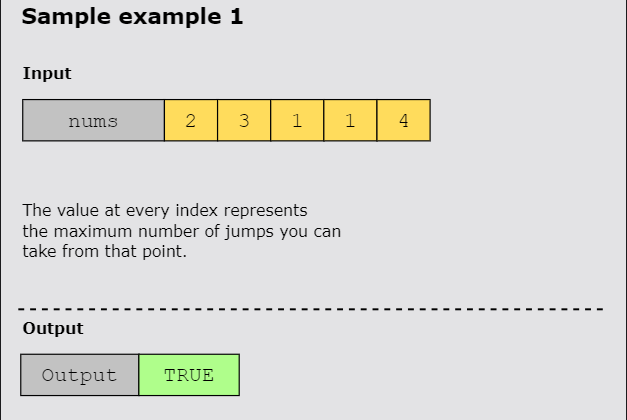 Sample example 1
Input
nums 2 3 1 1 4
The value at every index represents
the maximum number of jumps you can
take from that point.
Output
Output TRUE